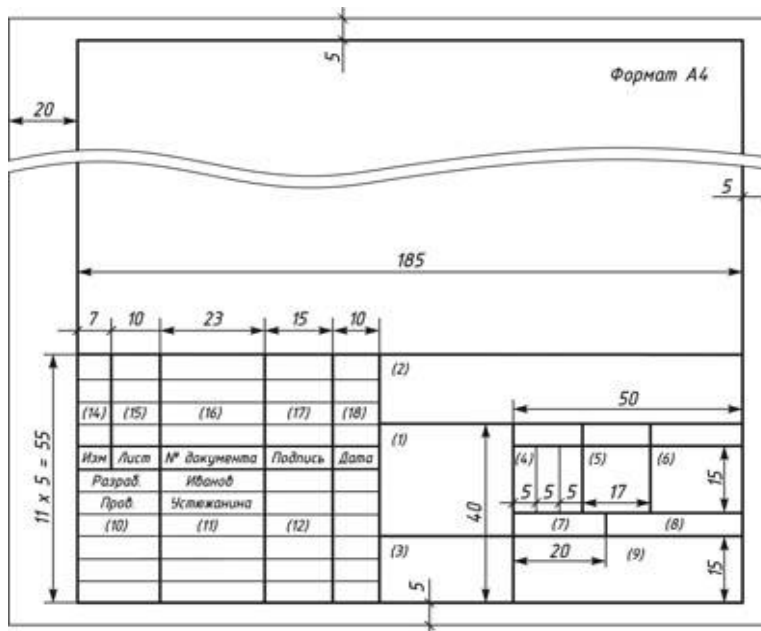 5
Формат А4
20
5
185
7 10 23 15 10
(2)
50
(14) (15) (16) (17) (18)
(1)
Изм Лист № документа Подпись Дата
(4) (5) (6)
Разраб. Иванов
5 5 5 17 15
Пров. Устюжанина
11 x 5 = 55
40
(10) (11) (12)
(7) (8)
(3)
20 (9) 15
5